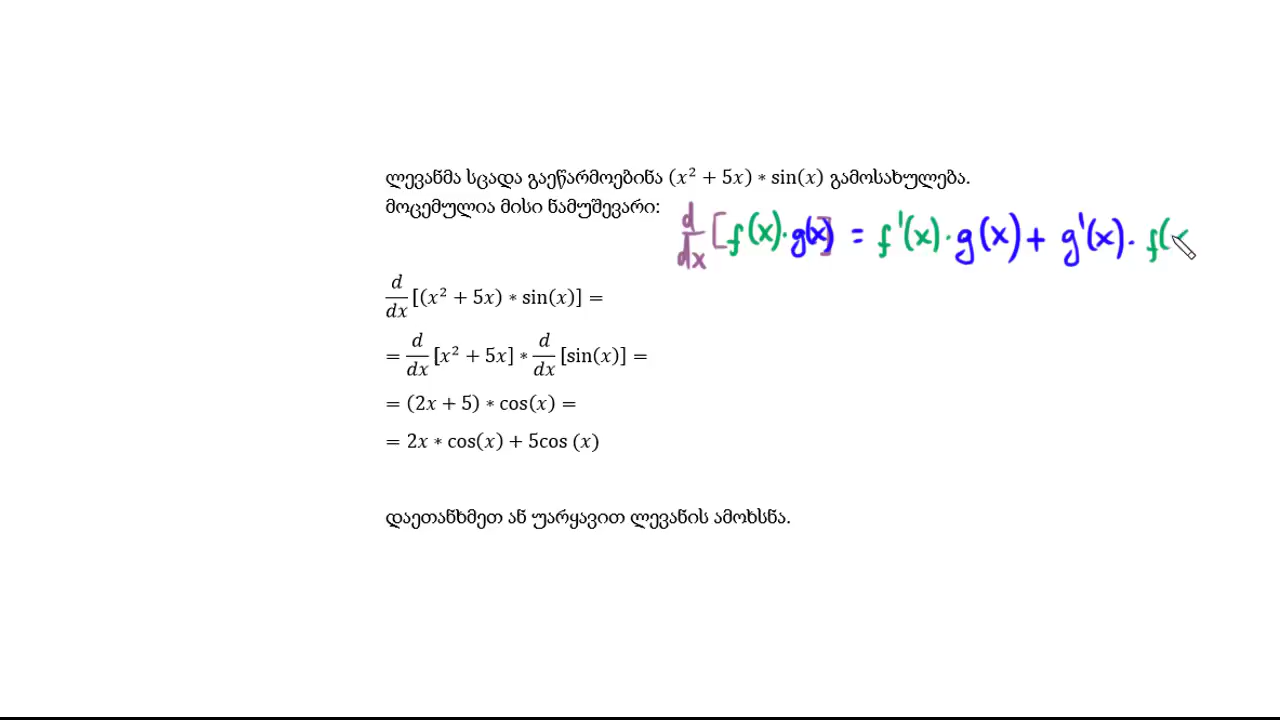 ლევანმა სცადა გაეწარმოებინა (x² + 5x) ∗ sin(x) გამოსახულება.
მოცემულია მისი ნამუშევარი:
d/dx [f(x)·g(x)] = f'(x)·g(x) + g'(x)·f(
d/dx [(x² + 5x) ∗ sin(x)] =
= d/dx [x² + 5x] ∗ d/dx [sin(x)] =
= (2x + 5) ∗ cos(x) =
= 2x ∗ cos(x) + 5cos (x)
დაეთანხმეთ ან უარყავით ლევანის ამოხსნა.